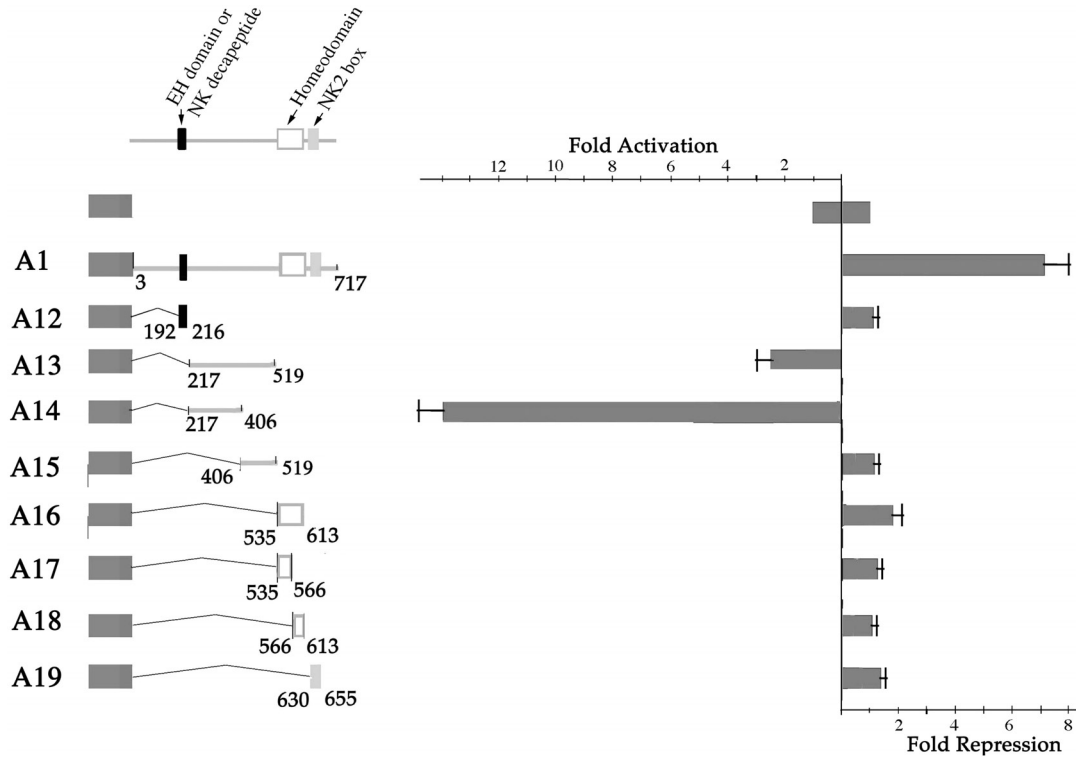 EH domain or
NK decapeptide
Homeodomain
NK2 box
Fold Activation
12 10 8 6 4 2
A1 3 717
A12 192 216
A13 217 519
A14 217 406
A15 406 519
A16 535 613
A17 535 566
A18 566 613
A19 630 655
2 4 6 8
Fold Repression